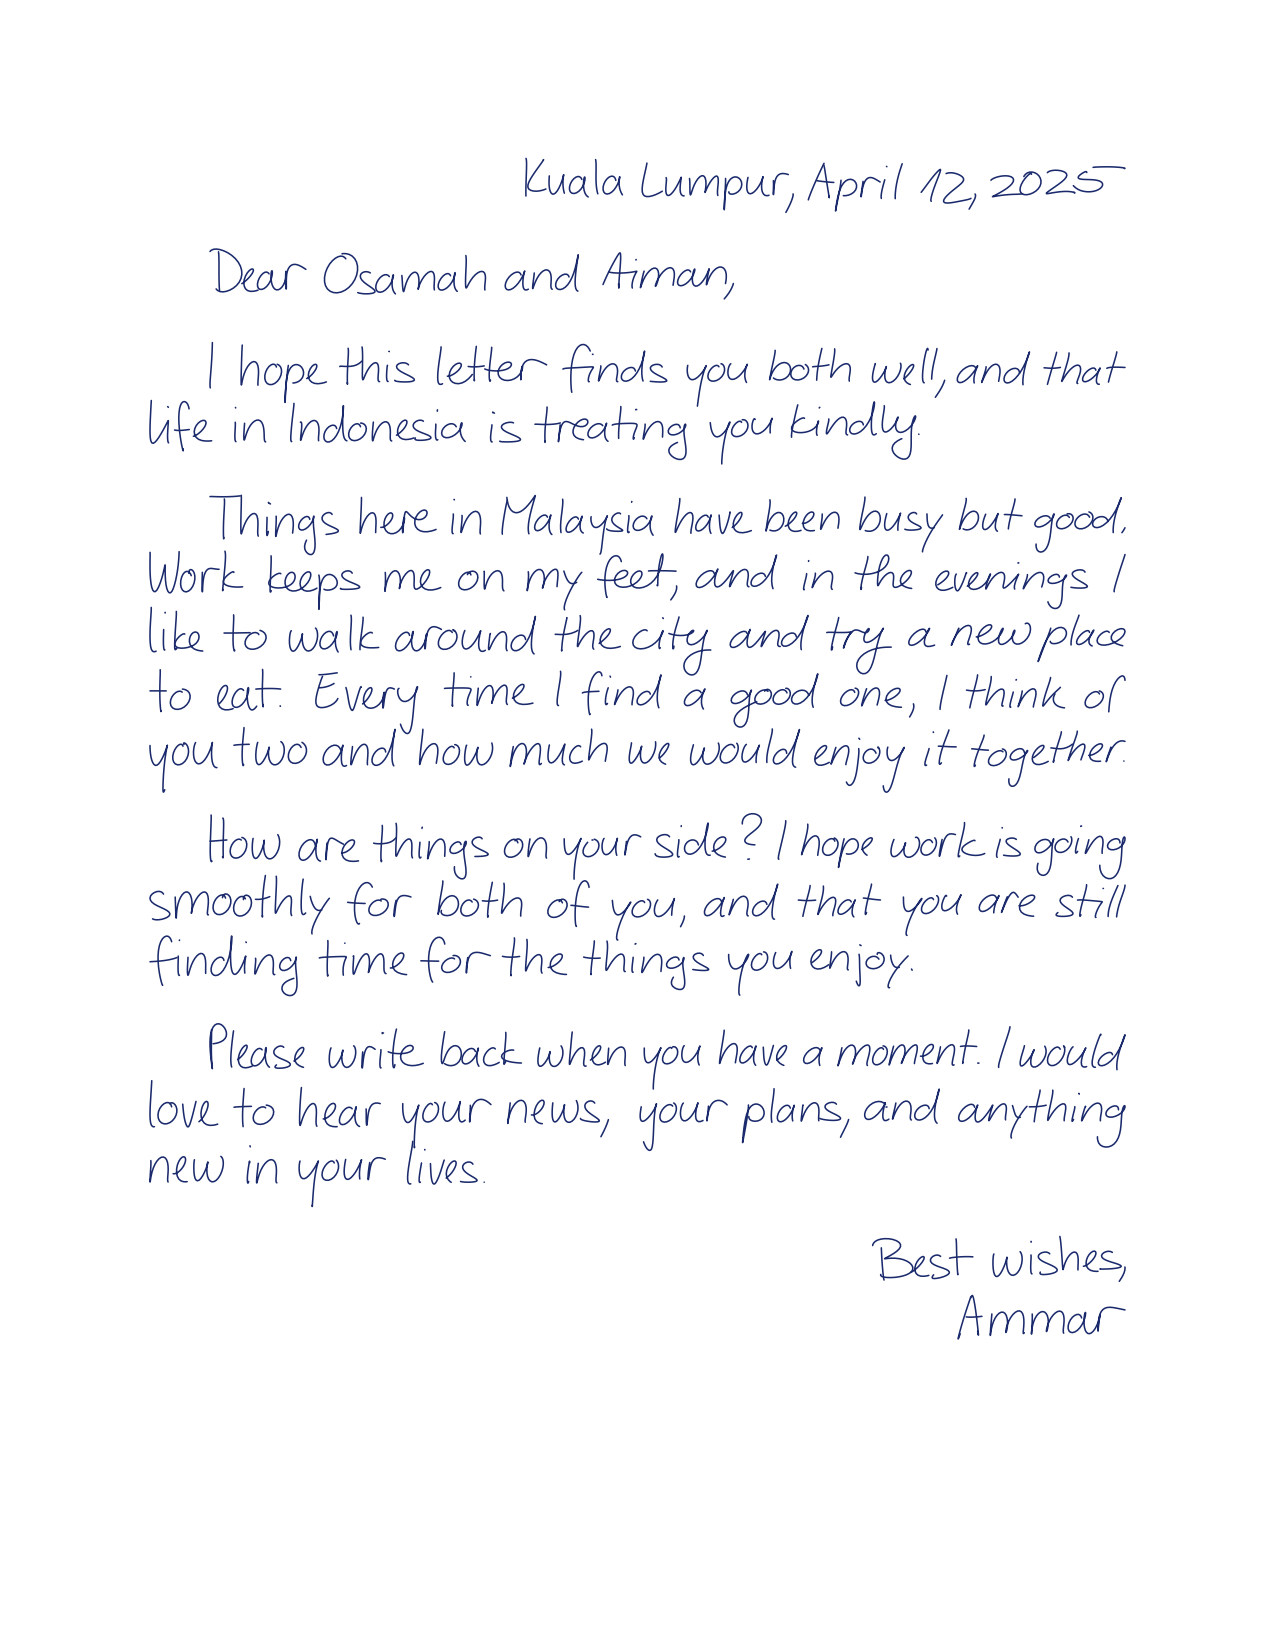 Kuala Lumpur, April 12, 2025
Dear Osamah and Aiman,
I hope this letter finds you both well, and that
life in Indonesia is treating you kindly.
Things here in Malaysia have been busy but good.
Work keeps me on my feet, and in the evenings I
like to walk around the city and try a new place
to eat. Every time I find a good one, I think of
you two and how much we would enjoy it together.
How are things on your side? I hope work is going
smoothly for both of you, and that you are still
finding time for the things you enjoy.
Please write back when you have a moment. I would
love to hear your news, your plans, and anything
new in your lives.
Best wishes,
Ammar